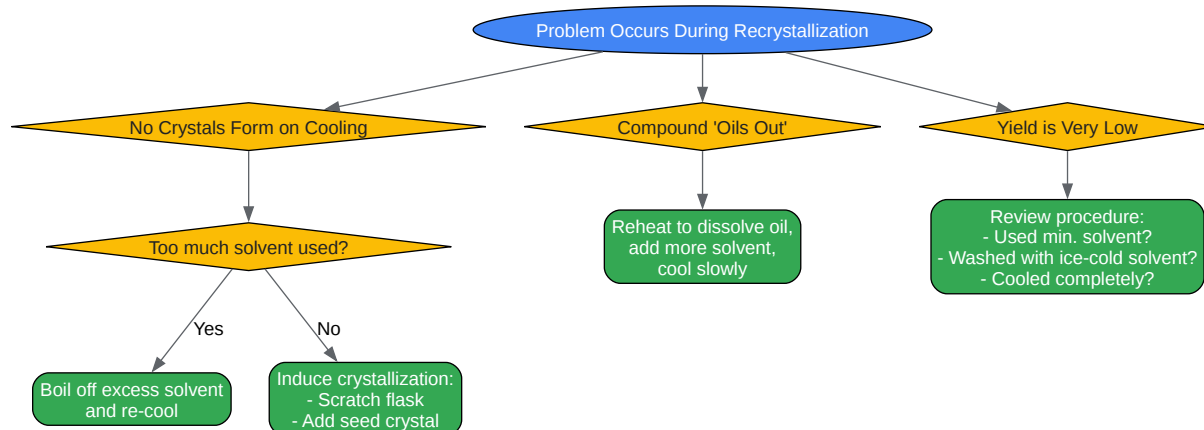 Problem Occurs During Recrystallization
No Crystals Form on Cooling
Compound 'Oils Out'
Yield is Very Low
Too much solvent used?
Reheat to dissolve oil,
add more solvent,
cool slowly
Review procedure:
- Used min. solvent?
- Washed with ice-cold solvent?
- Cooled completely?
Yes
No
Boil off excess solvent
and re-cool
Induce crystallization:
- Scratch flask
- Add seed crystal